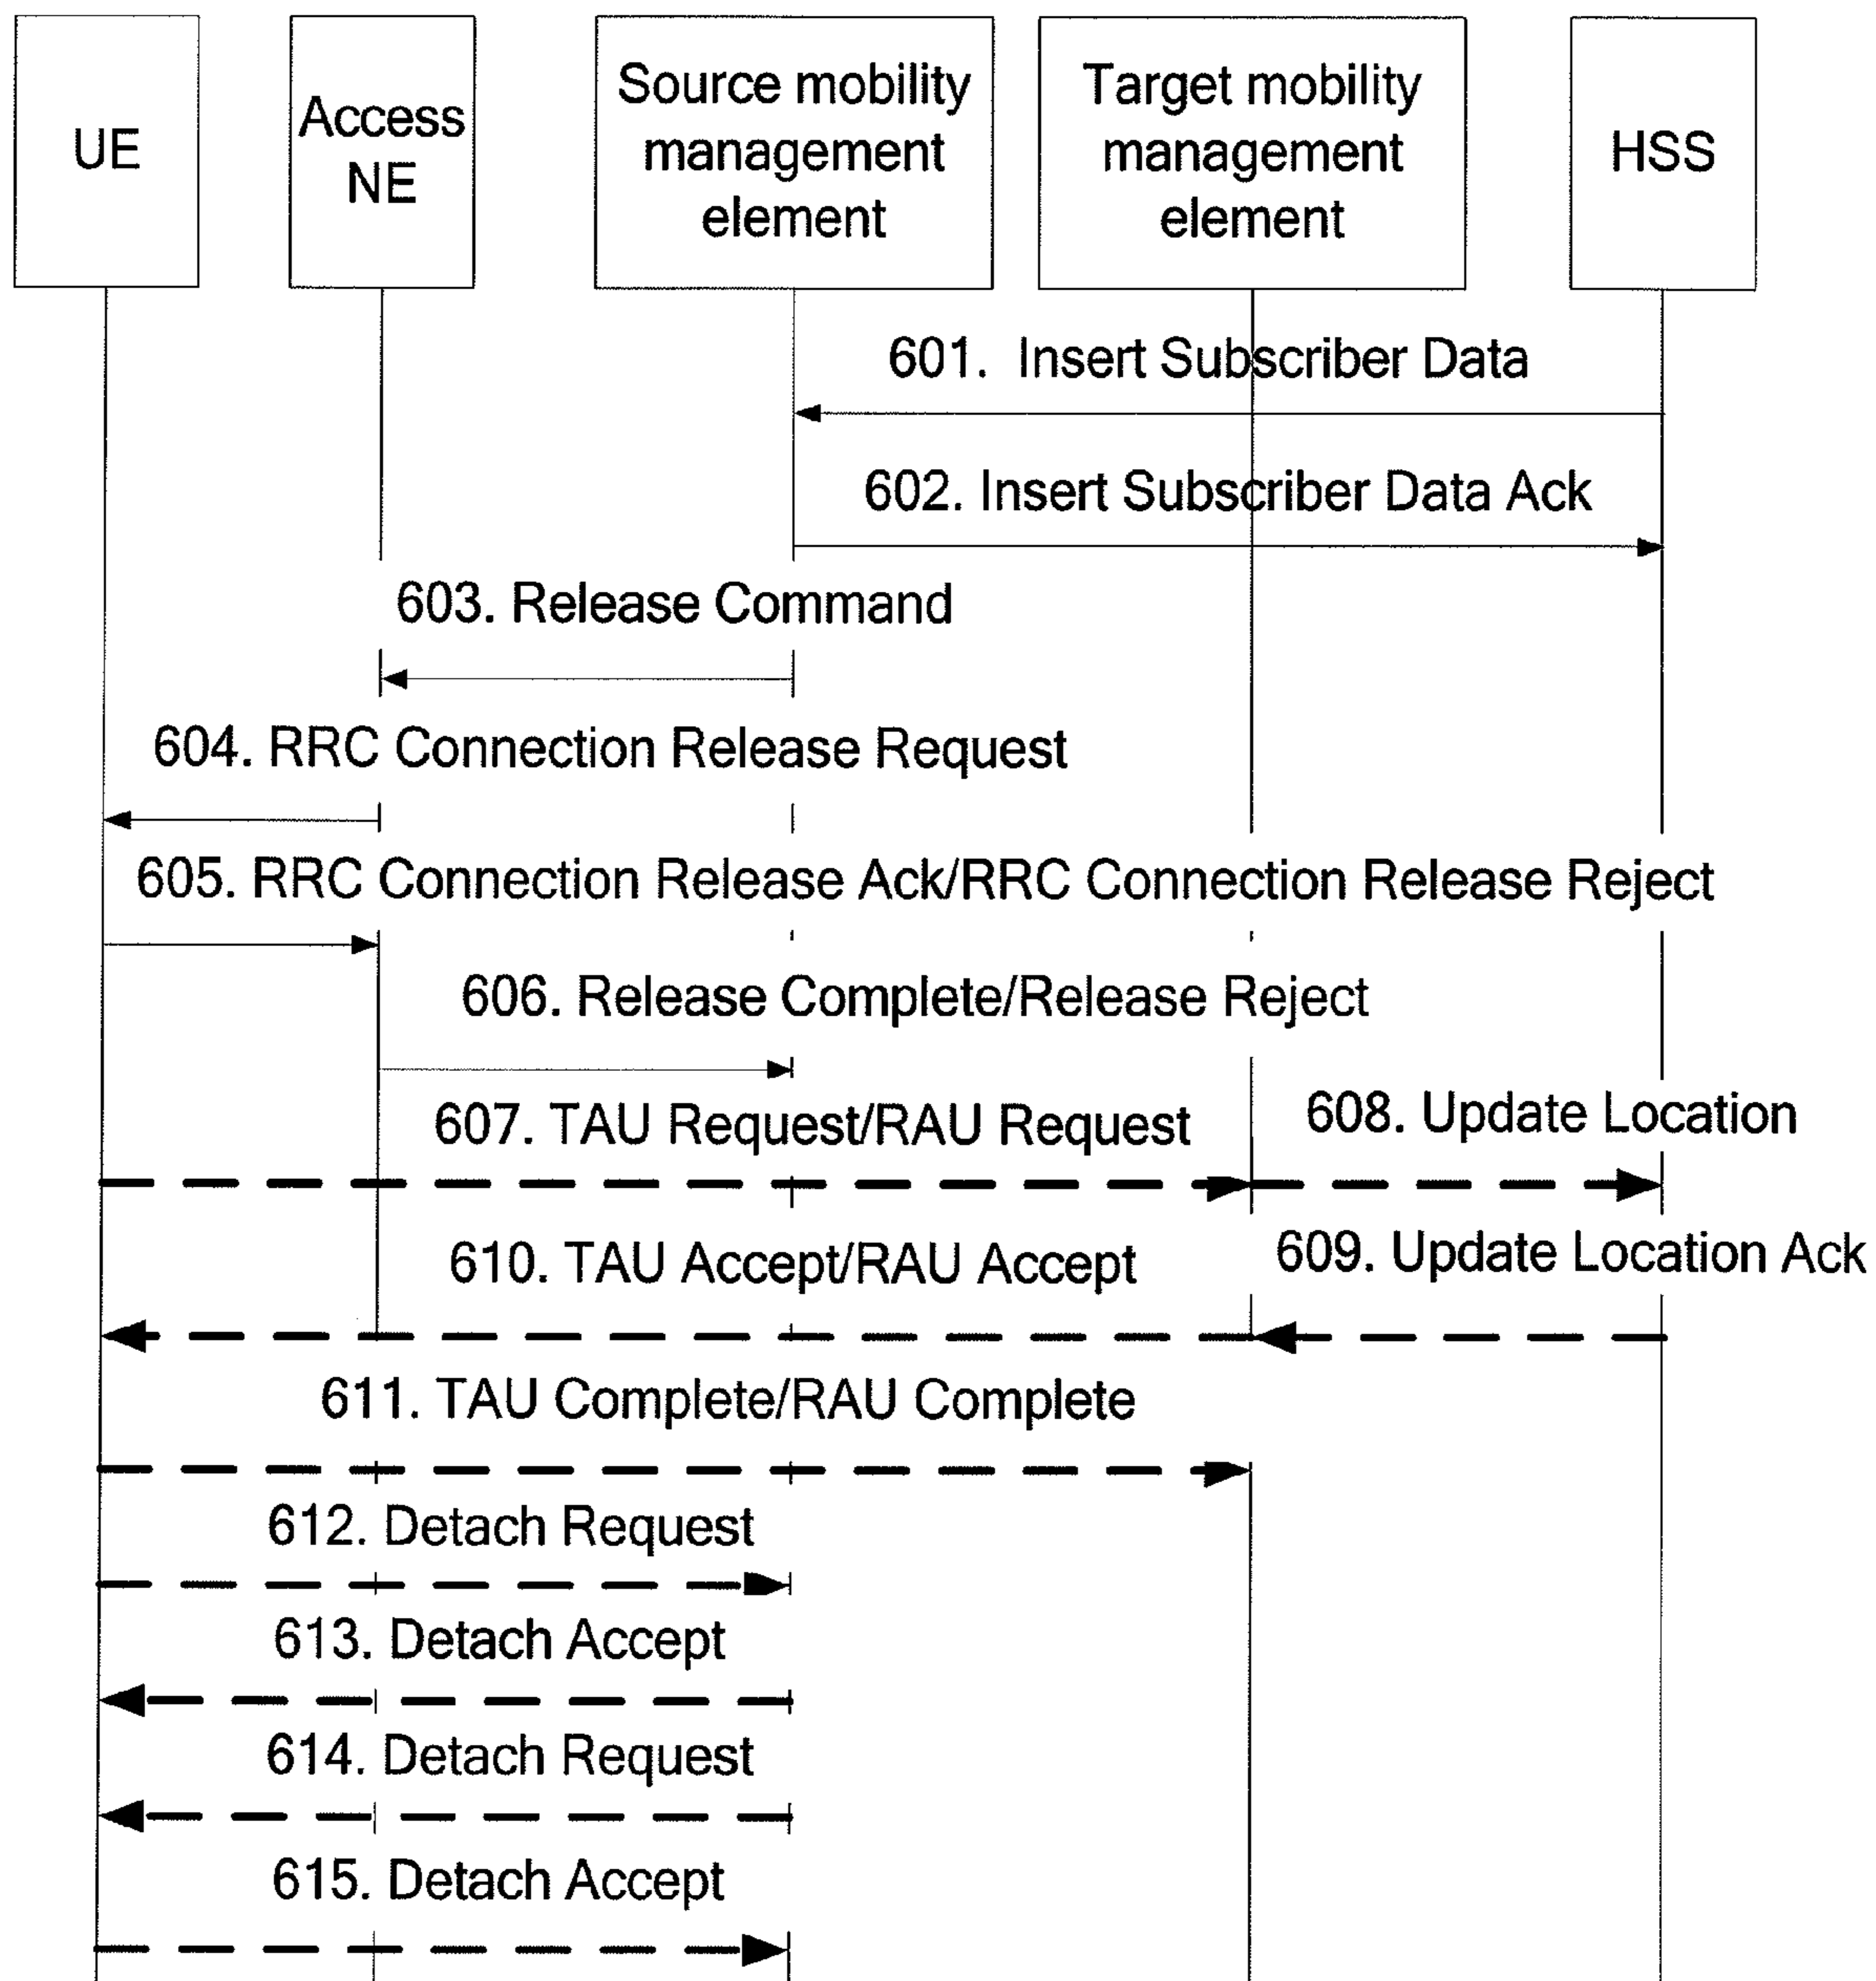 UE
Access
NE
Source mobility
management
element
Target mobility
management
element
HSS
601. Insert Subscriber Data
602. Insert Subscriber Data Ack
603. Release Command
604. RRC Connection Release Request
605. RRC Connection Release Ack/RRC Connection Release Reject
606. Release Complete/Release Reject
607. TAU Request/RAU Request
608. Update Location
610. TAU Accept/RAU Accept
609. Update Location Ack
611. TAU Complete/RAU Complete
612. Detach Request
613. Detach Accept
614. Detach Request
615. Detach Accept